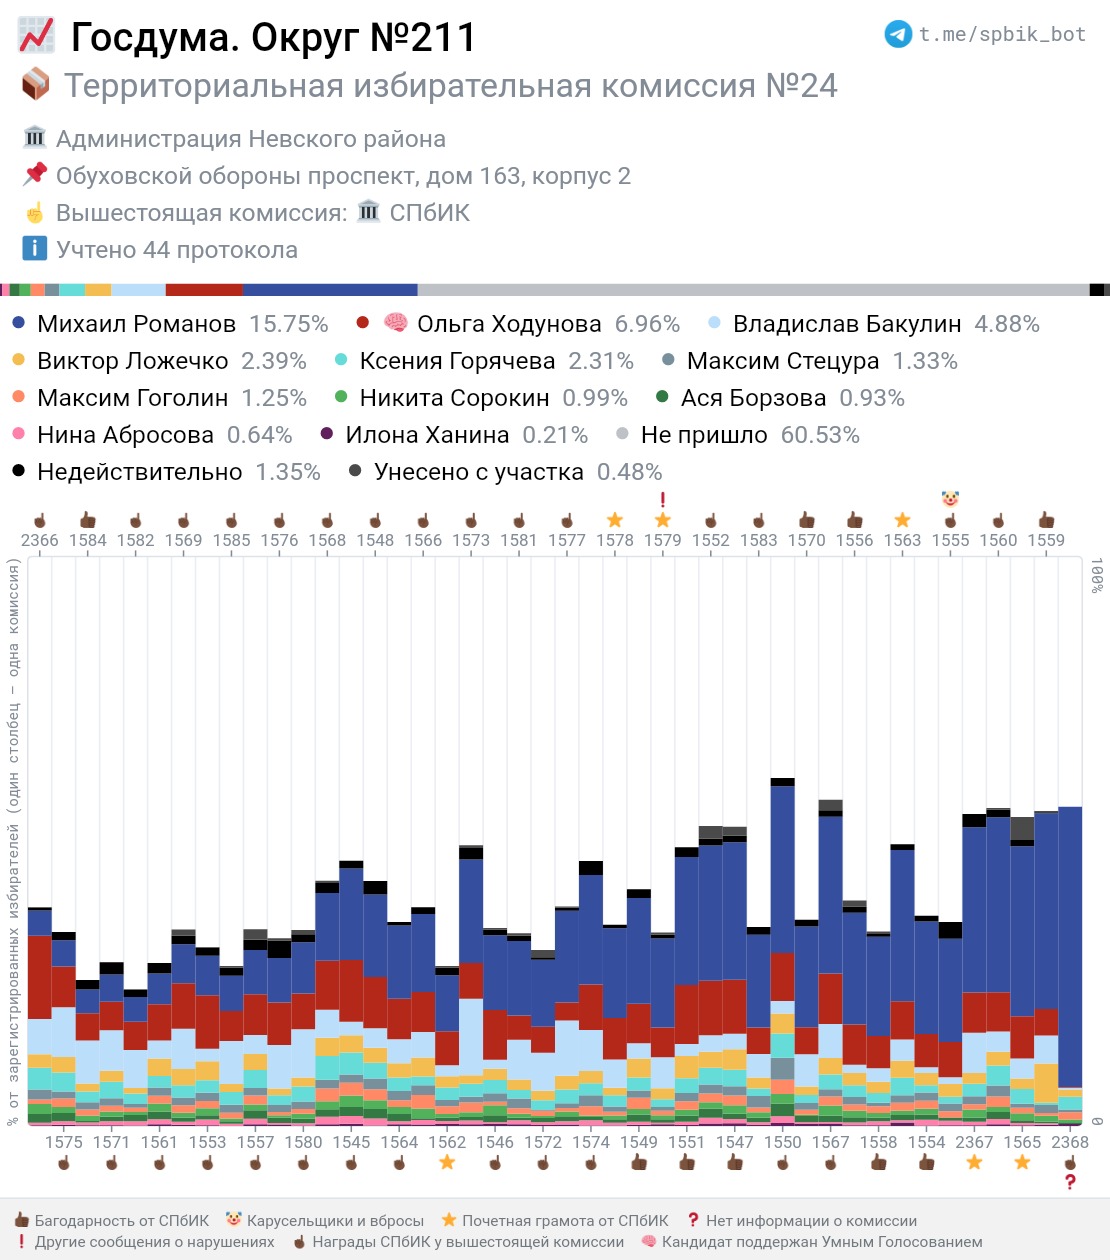 Госдума. Округ №211
t.me/spbik_bot
Территориальная избирательная комиссия №24
Администрация Невского района
Обуховской обороны проспект, дом 163, корпус 2
Вышестоящая комиссия: СПбИК
Учтено 44 протокола
Михаил Романов 15.75% Ольга Ходунова 6.96% Владислав Бакулин 4.88%
Виктор Ложечко 2.39% Ксения Горячева 2.31% Максим Стецура 1.33%
Максим Гоголин 1.25% Никита Сорокин 0.99% Ася Борзова 0.93%
Нина Абросова 0.64% Илона Ханина 0.21% Не пришло 60.53%
Недействительно 1.35% Унесено с участка 0.48%
2366 1584 1582 1569 1585 1576 1568 1548 1566 1573 1581 1577 1578 1579 1552 1583 1570 1556 1563 1555 1560 1559
% от зарегистрированных избирателей (один столбец – одна комиссия)
100%
0
1575 1571 1561 1553 1557 1580 1545 1564 1562 1546 1572 1574 1549 1551 1547 1550 1567 1558 1554 2367 1565 2368
Багодарность от СПбИК Карусельщики и вбросы Почетная грамота от СПбИК Нет информации о комиссии
Другие сообщения о нарушениях Награды СПбИК у вышестоящей комиссии Кандидат поддержан Умным Голосованием